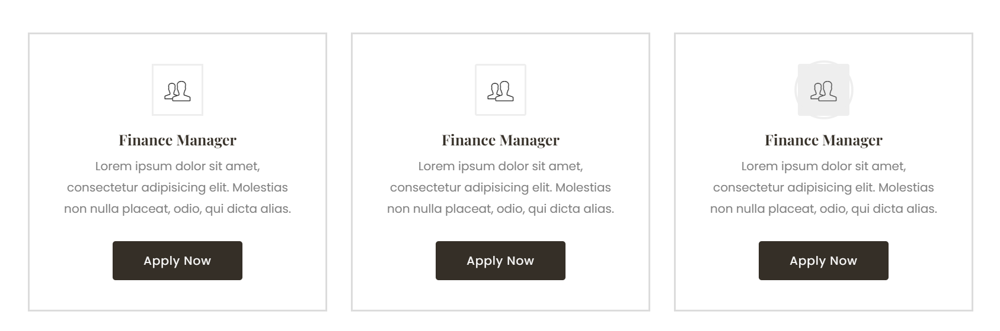 Finance Manager
Lorem ipsum dolor sit amet,
consectetur adipisicing elit. Molestias
non nulla placeat, odio, qui dicta alias.
Apply Now
Finance Manager
Lorem ipsum dolor sit amet,
consectetur adipisicing elit. Molestias
non nulla placeat, odio, qui dicta alias.
Apply Now
Finance Manager
Lorem ipsum dolor sit amet,
consectetur adipisicing elit. Molestias
non nulla placeat, odio, qui dicta alias.
Apply Now